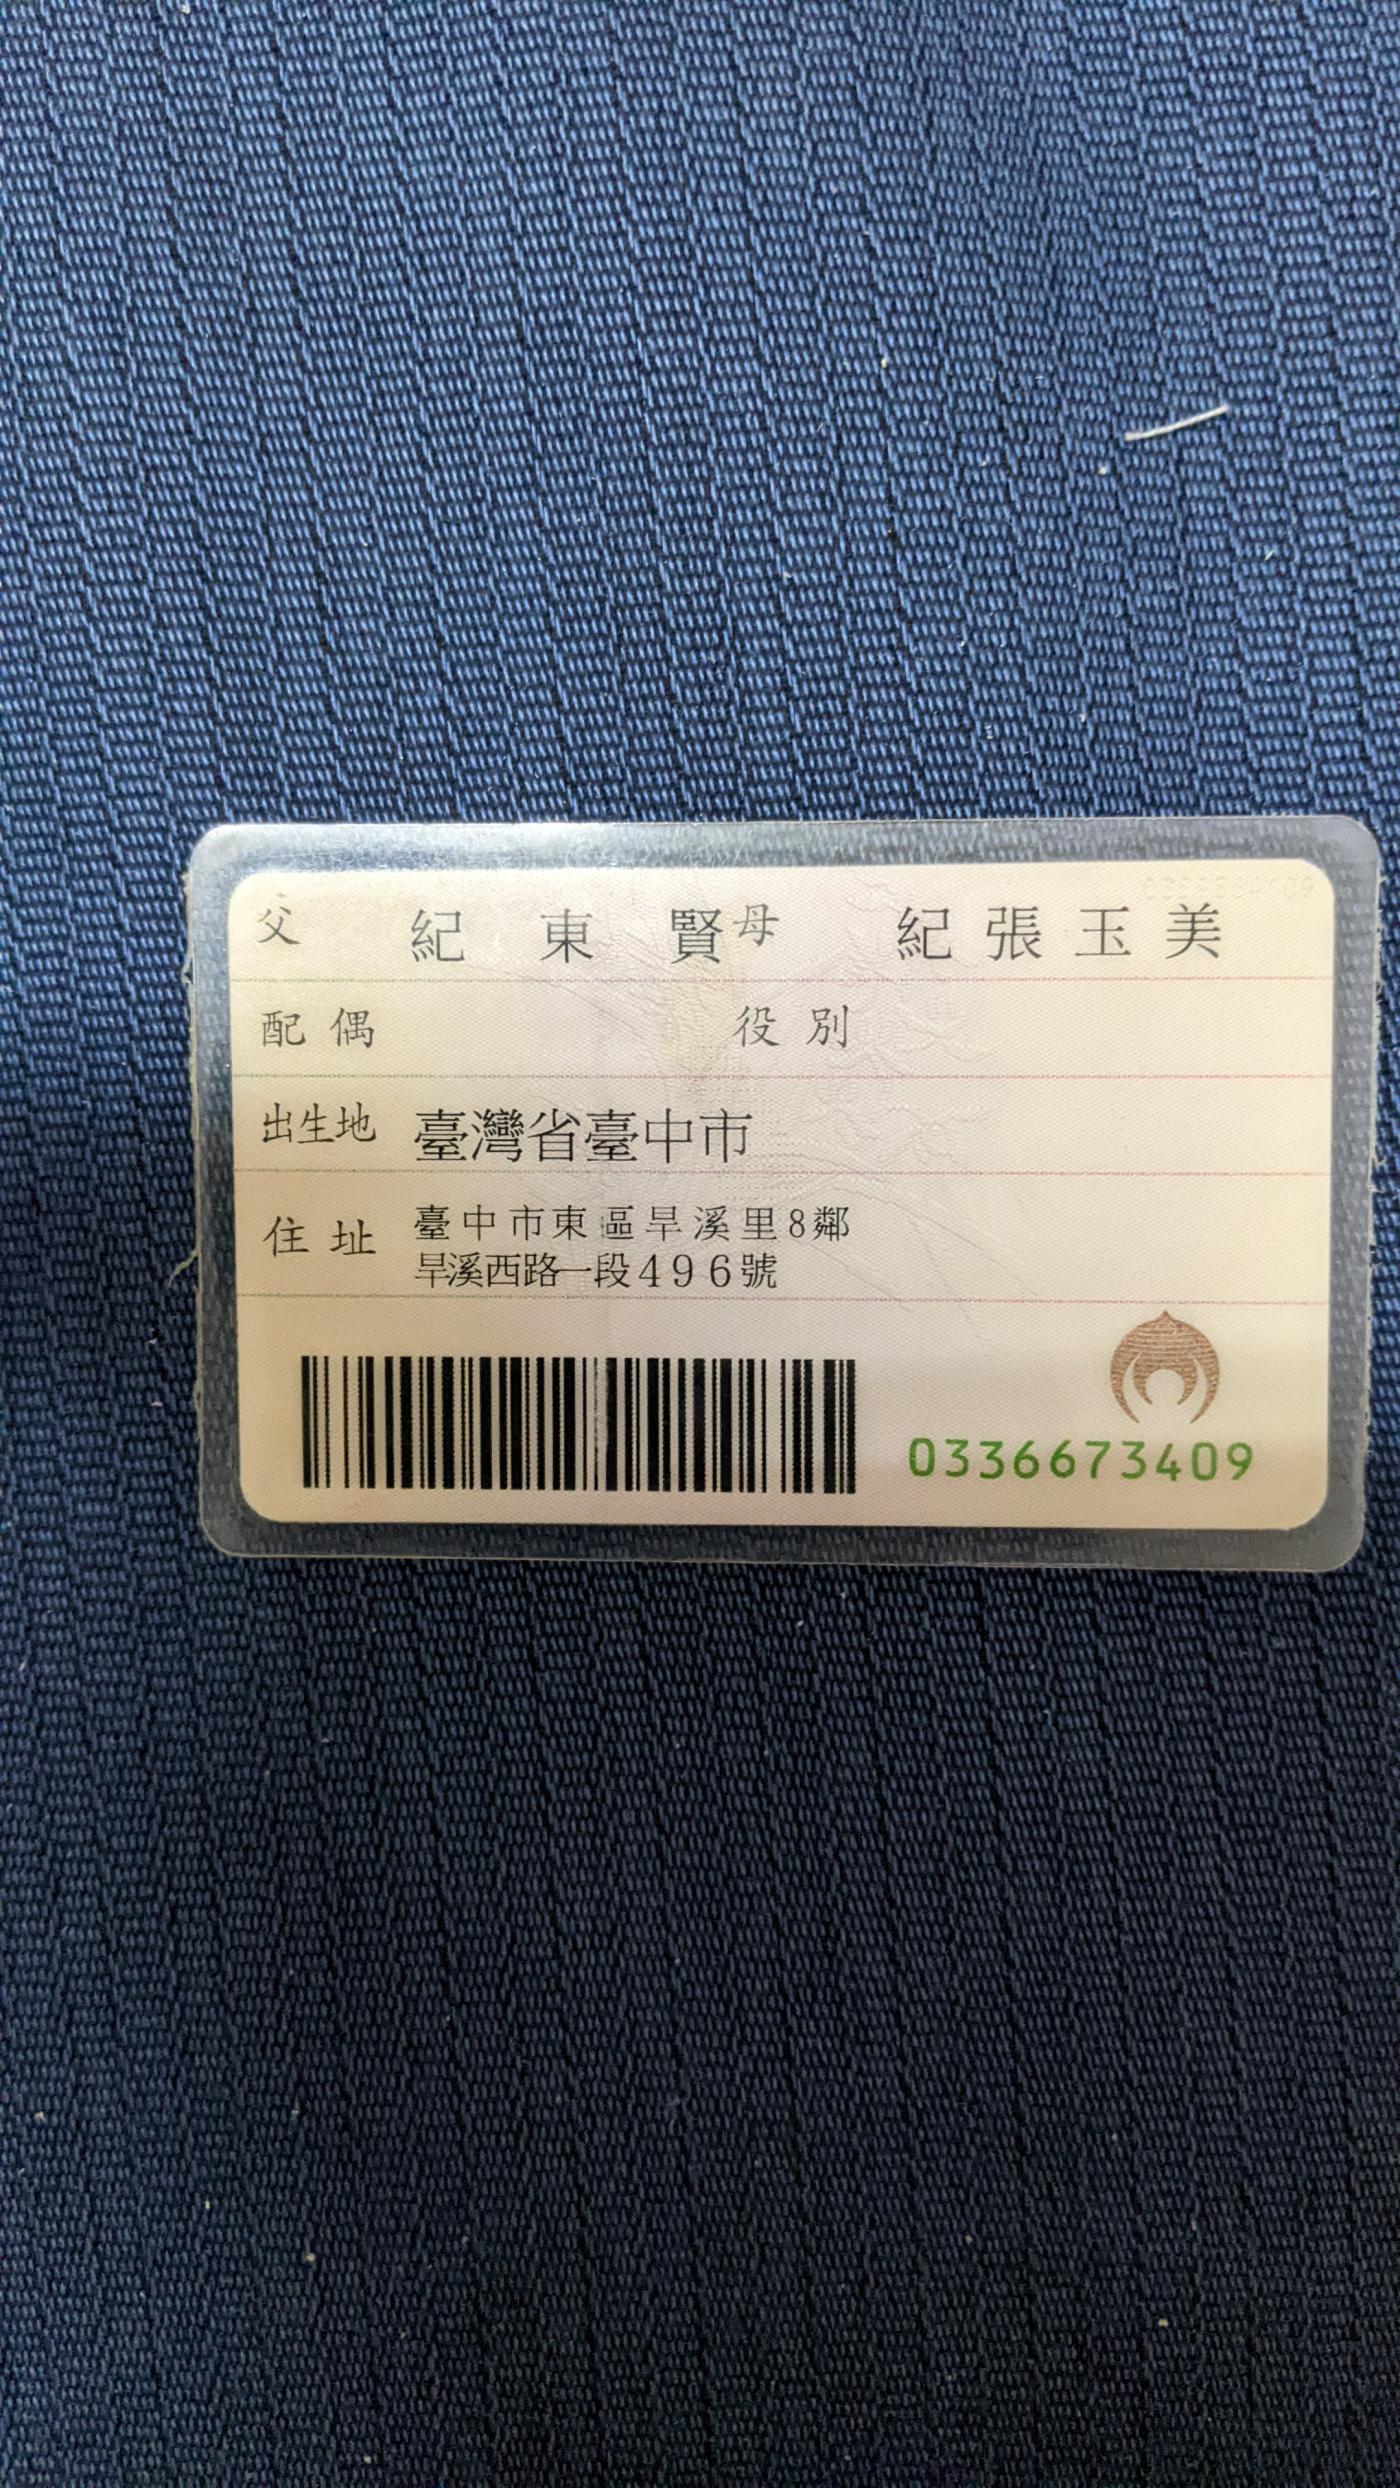 父 紀東賢 母 紀張玉美
配偶 役別
出生地 臺灣省臺中市
住址 臺中市東區旱溪里8鄰
旱溪西路一段496號
0336673409